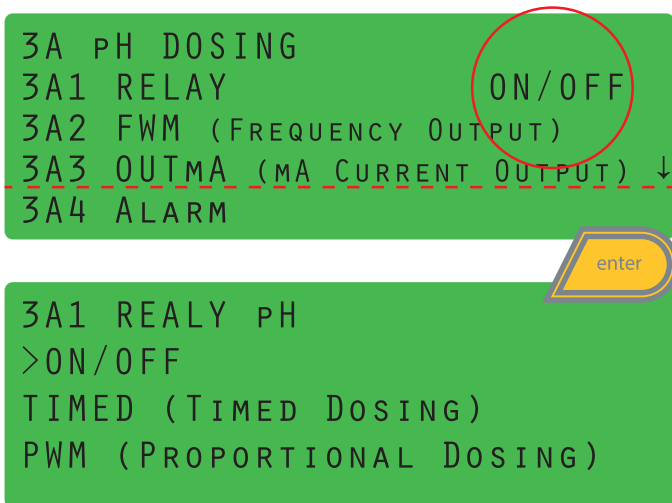 3A pH DOSING
3A1 RELAY ON/OFF
3A2 FWM (Frequency Output)
3A3 OUTmA (mA Current Output) ↓
3A4 Alarm
enter
3A1 REALY pH
>ON/OFF
TIMED (Timed Dosing)
PWM (Proportional Dosing)